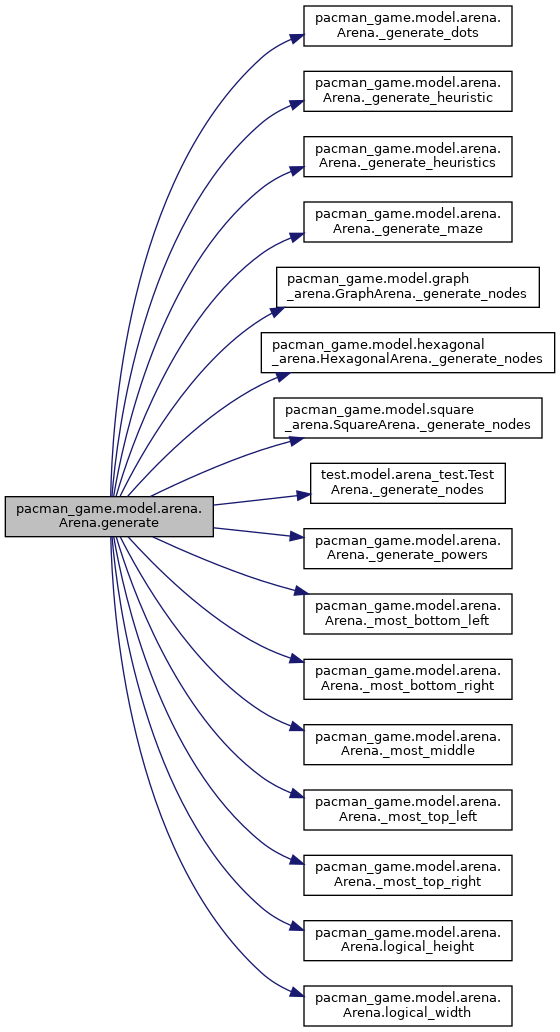 pacman_game.model.arena.
Arena._generate_dots
pacman_game.model.arena.
Arena._generate_heuristic
pacman_game.model.arena.
Arena._generate_heuristics
pacman_game.model.arena.
Arena._generate_maze
pacman_game.model.graph
_arena.GraphArena._generate_nodes
pacman_game.model.hexagonal
_arena.HexagonalArena._generate_nodes
pacman_game.model.square
_arena.SquareArena._generate_nodes
test.model.arena_test.Test
Arena._generate_nodes
pacman_game.model.arena.
Arena.generate
pacman_game.model.arena.
Arena._generate_powers
pacman_game.model.arena.
Arena._most_bottom_left
pacman_game.model.arena.
Arena._most_bottom_right
pacman_game.model.arena.
Arena._most_middle
pacman_game.model.arena.
Arena._most_top_left
pacman_game.model.arena.
Arena._most_top_right
pacman_game.model.arena.
Arena.logical_height
pacman_game.model.arena.
Arena.logical_width